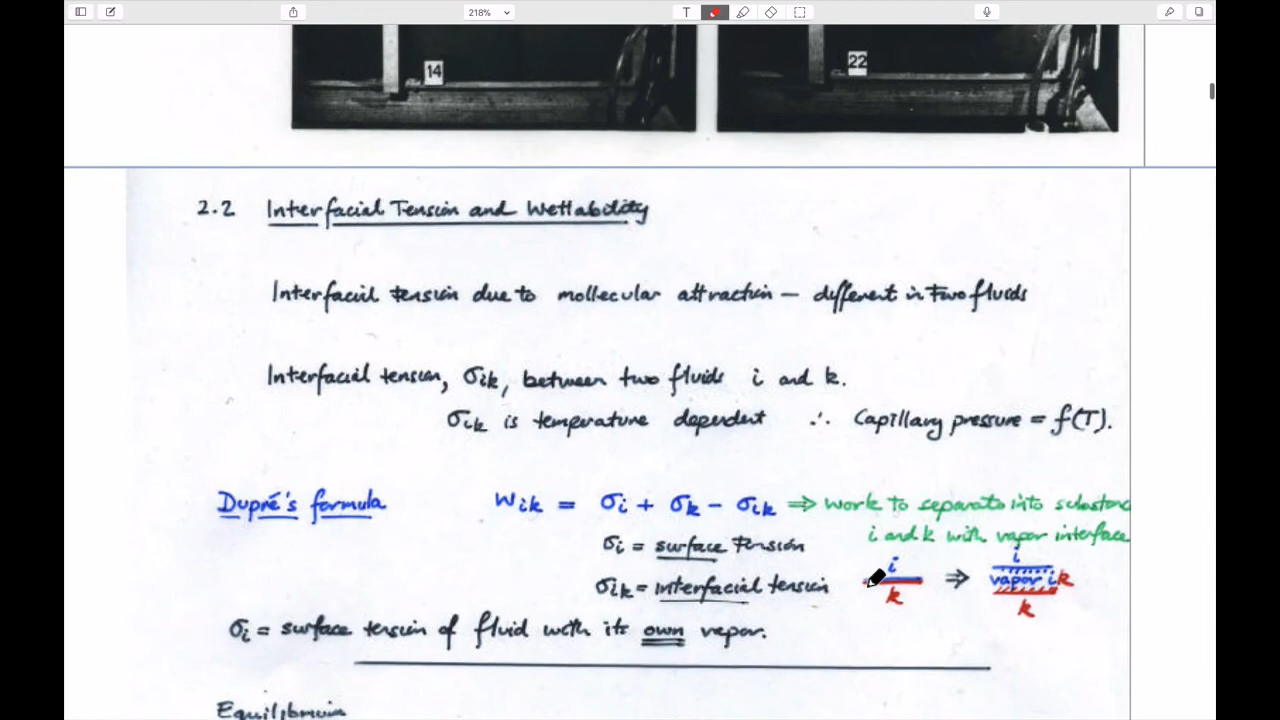 218%
T
14
22
2.2 Interfacial Tension and Wettability
Interfacial tension due to mollecular attraction — different in two fluids
Interfacial tension, σik, between two fluids i and k.
σik is temperature dependent ∴ Capillary pressure = f(T).
Dupré's formula Wik = σi + σk - σik ⇒ work to separate into substanc
i and k with vapor interface
σi = surface tension
σik = interfacial tension
i
k
⇒
i
vapor ik
k
σi = surface tension of fluid with its own vapor.
Equilibrium